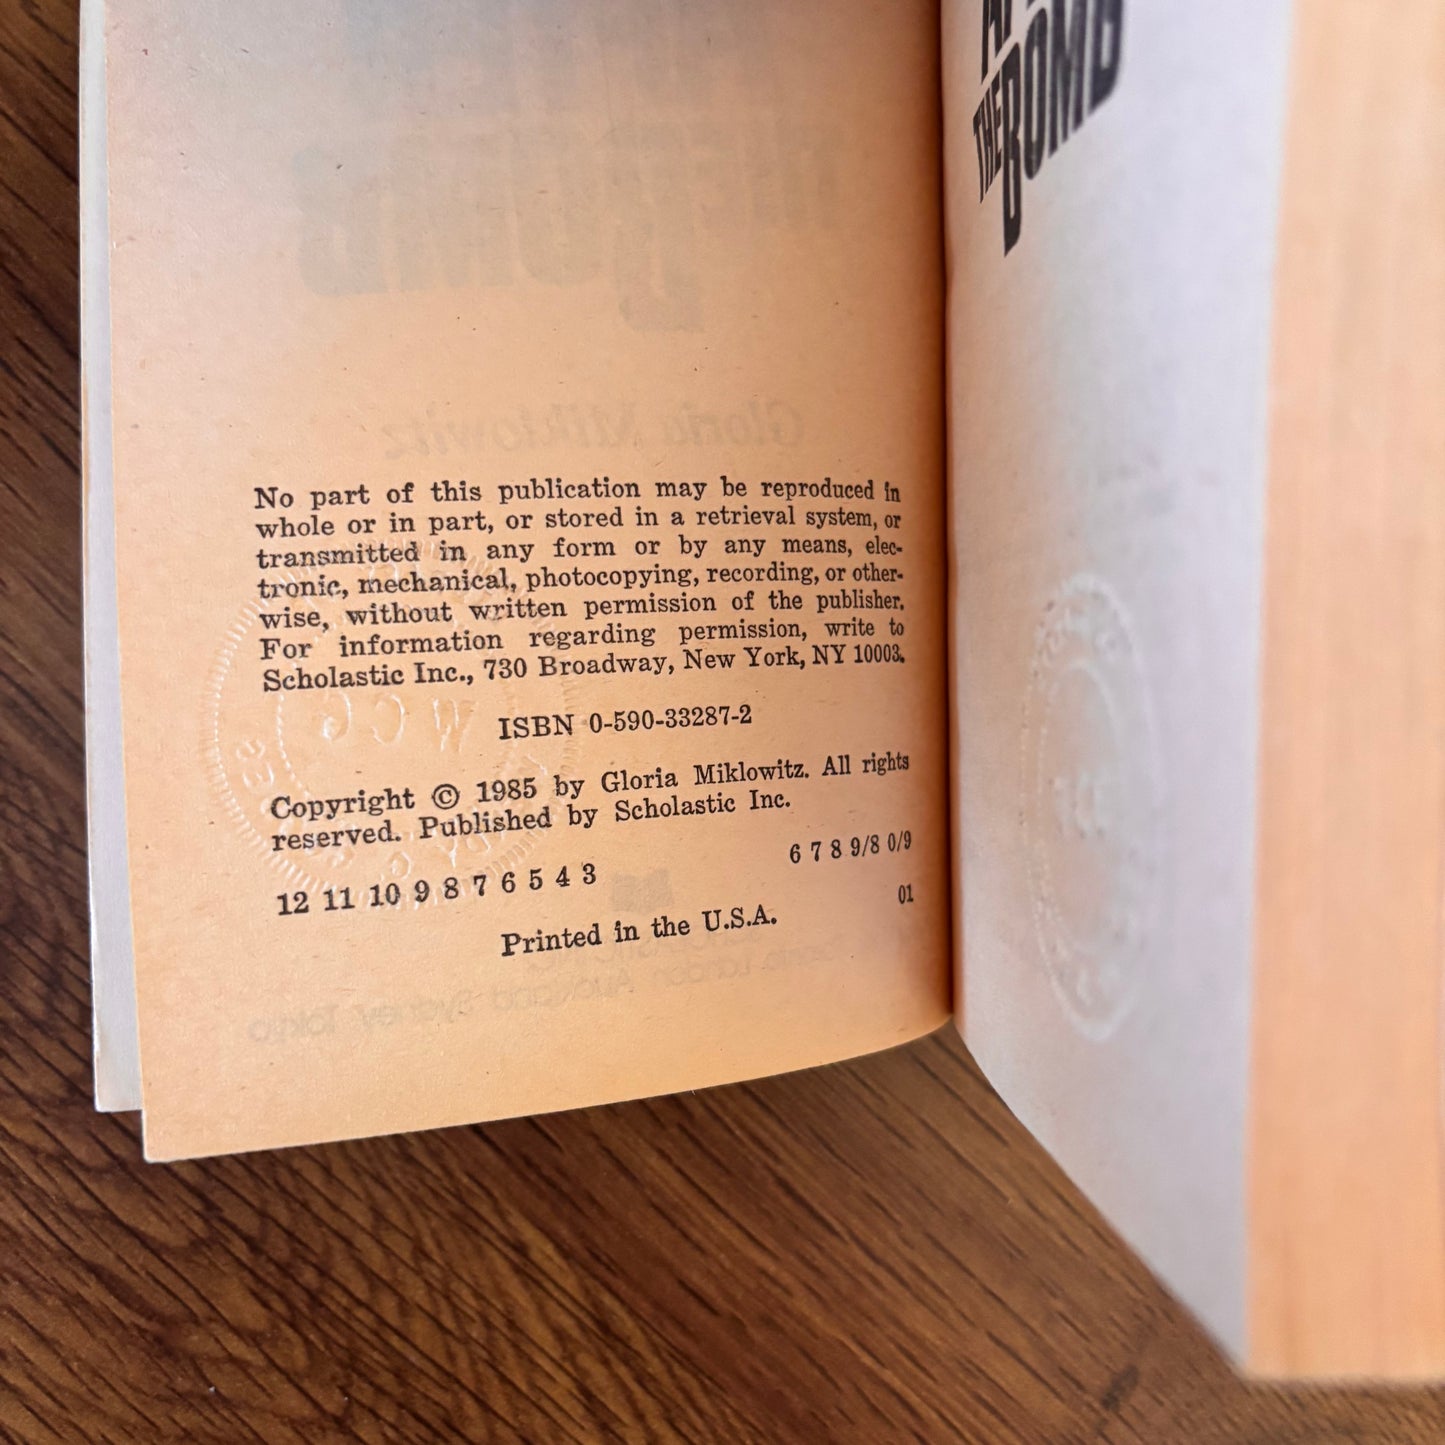 No part of this publication may be reproduced in
whole or in part, or stored in a retrieval system, or
transmitted in any form or by any means, elec-
tronic, mechanical, photocopying, recording, or other-
wise, without written permission of the publisher.
For information regarding permission, write to
Scholastic Inc., 730 Broadway, New York, NY 10003.
ISBN 0-590-33287-2
Copyright © 1985 by Gloria Miklowitz. All rights
reserved. Published by Scholastic Inc.
12 11 10 9 8 7 6 5 4 3
6 7 8 9/8 0/9
Printed in the U.S.A.
01
THE BOMB
Gloria Miklowitz
WCG